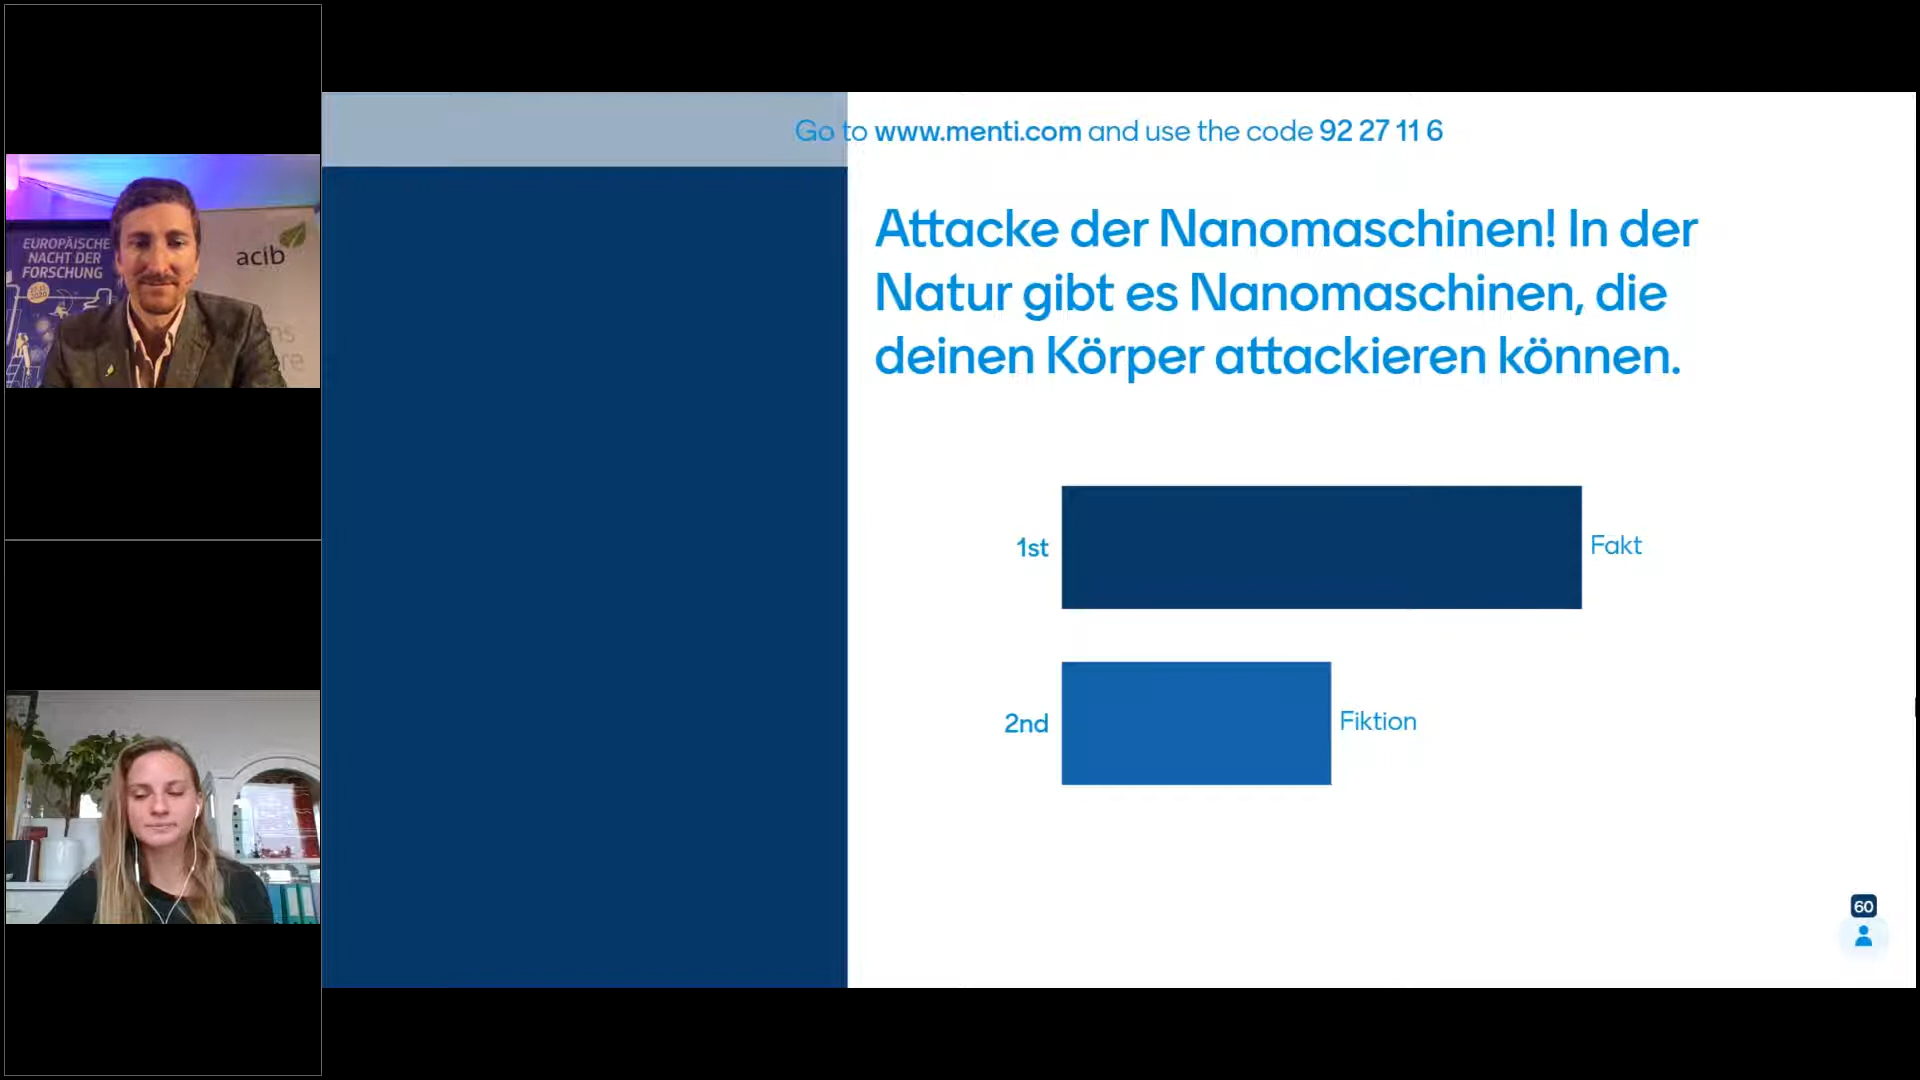 Go to www.menti.com and use the code 92 27 11 6
EUROPÄISCHE
NACHT DER
FORSCHUNG
acib
Attacke der Nanomaschinen! In der
Natur gibt es Nanomaschinen, die
deinen Körper attackieren können.
1st
Fakt
2nd
Fiktion
60